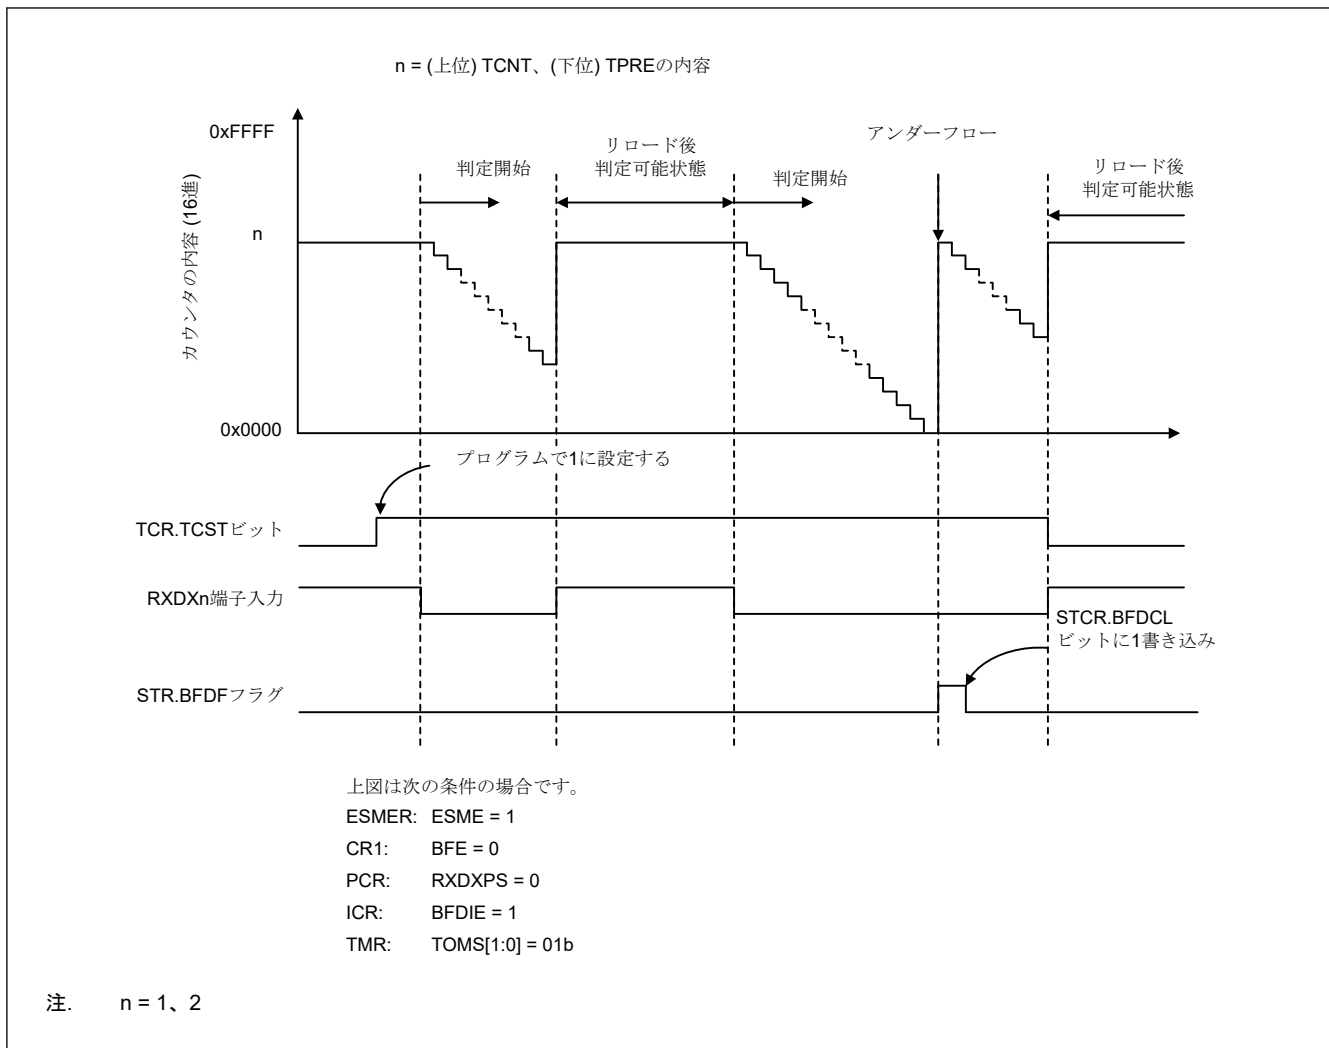 n = (上位) TCNT、(下位) TPREの内容
0xFFFF
アンダーフロー
判定開始
リロード後
判定可能状態
判定開始
リロード後
判定可能状態
カウンタの内容 (16進)
n
0x0000
プログラムで1に設定する
TCR.TCSTビット
RXDXn端子入力
STCR.BFDCL
ビットに1書き込み
STR.BFDFフラグ
上図は次の条件の場合です。
ESMER: ESME = 1
CR1: BFE = 0
PCR: RXDXPS = 0
ICR: BFDIE = 1
TMR: TOMS[1:0] = 01b
注. n = 1、2